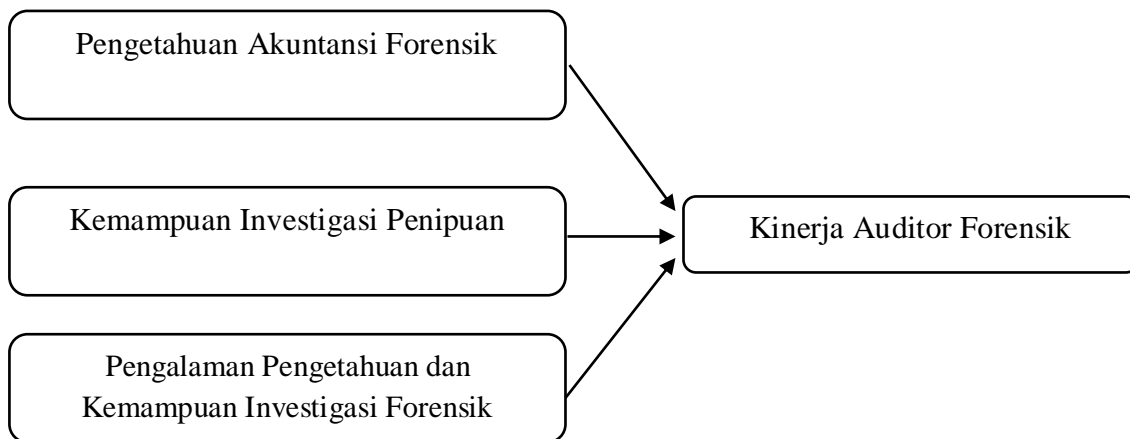 Pengetahuan Akuntansi Forensik
Kemampuan Investigasi Penipuan
Kinerja Auditor Forensik
Pengalaman Pengetahuan dan
Kemampuan Investigasi Forensik